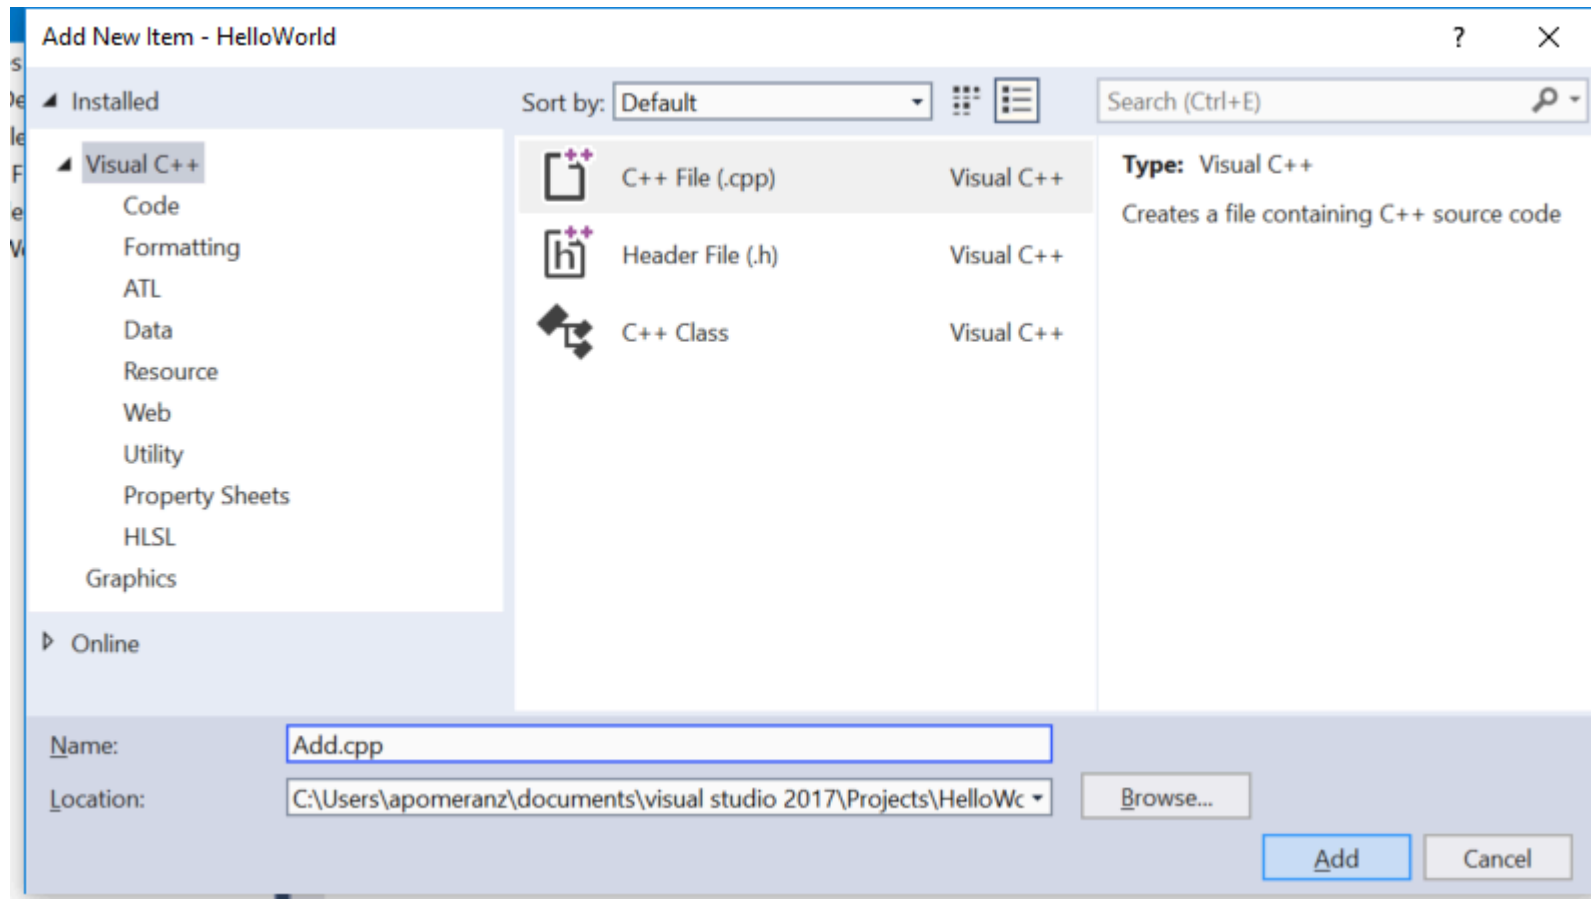 Add New Item - HelloWorld
?
Installed
Sort by: Default
Search (Ctrl+E)
Visual C++
Code
Formatting
ATL
Data
Resource
Web
Utility
Property Sheets
HLSL
Graphics
Online
C++ File (.cpp) Visual C++
Header File (.h) Visual C++
C++ Class Visual C++
Type: Visual C++
Creates a file containing C++ source code
Name: Add.cpp
Location: C:\Users\apomeranz\documents\visual studio 2017\Projects\HelloWo
Browse...
Add Cancel